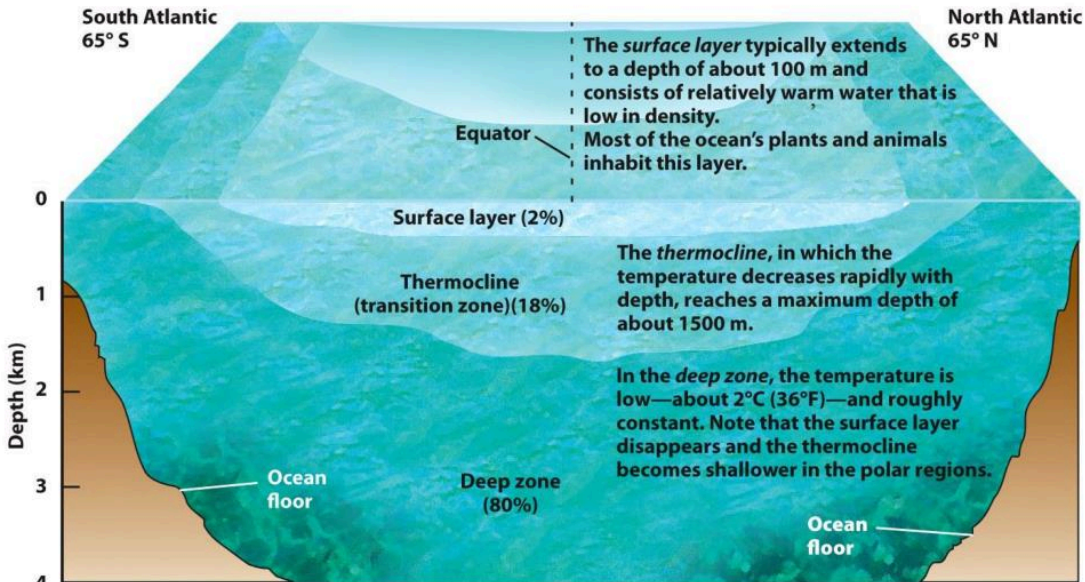 South Atlantic
65° S
North Atlantic
65° N
The surface layer typically extends
to a depth of about 100 m and
consists of relatively warm water that is
low in density.
Most of the ocean's plants and animals
inhabit this layer.
Equator
0
Surface layer (2%)
The thermocline, in which the
temperature decreases rapidly with
depth, reaches a maximum depth of
about 1500 m.
Thermocline
(transition zone)(18%)
1
Depth (km)
2
In the deep zone, the temperature is
low—about 2°C (36°F)—and roughly
constant. Note that the surface layer
disappears and the thermocline
becomes shallower in the polar regions.
3
Ocean
floor
Deep zone
(80%)
Ocean
floor
4